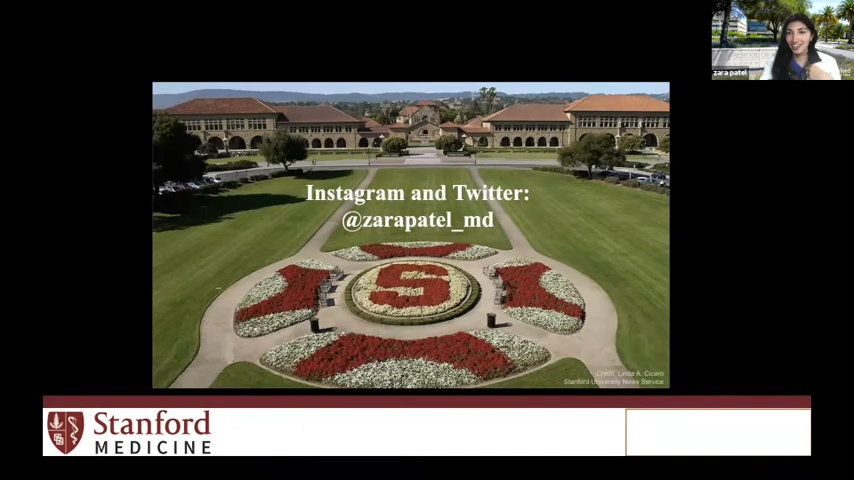 zara patel
Instagram and Twitter:
@zarapatel_md
S
Credit, Linda A. Cicero
Stanford University News Service
Stanford
MEDICINE